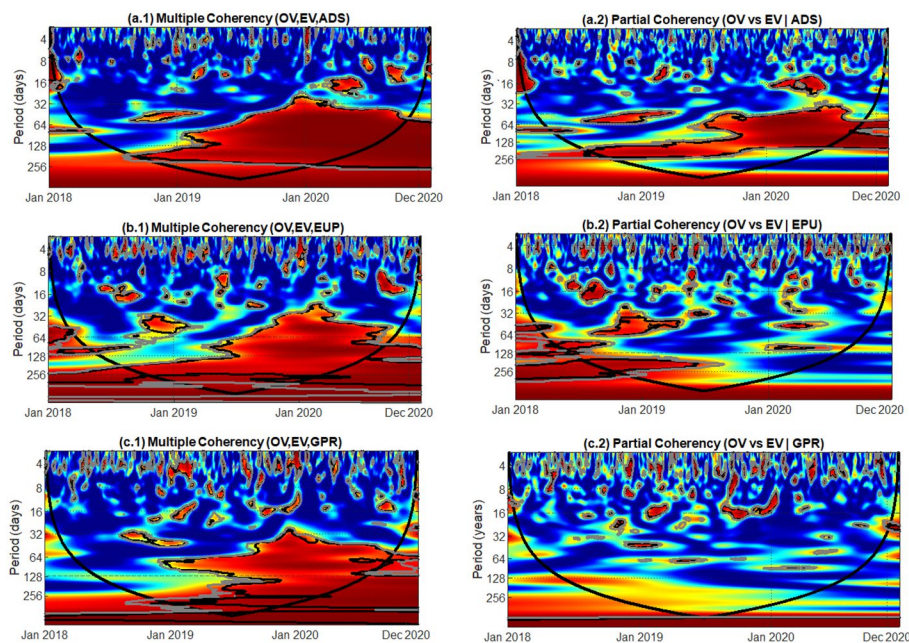 (a.1) Multiple Coherency (OV,EV,ADS)
Period (days)
4
8
16
32
64
128
256
Jan 2018
Jan 2019
Jan 2020
Dec 2020
(a.2) Partial Coherency (OV vs EV | ADS)
Period (days)
4
8
16
32
64
128
256
Jan 2018
Jan 2019
Jan 2020
Dec 2020
(b.1) Multiple Coherency (OV,EV,EUP)
Period (days)
4
8
16
32
64
128
256
Jan 2018
Jan 2019
Jan 2020
Dec 2020
(b.2) Partial Coherency (OV vs EV | EPU)
Period (days)
4
8
16
32
64
128
256
Jan 2018
Jan 2019
Jan 2020
Dec 2020
(c.1) Multiple Coherency (OV,EV,GPR)
Period (days)
4
8
16
32
64
128
256
Jan 2018
Jan 2019
Jan 2020
Dec 2020
(c.2) Partial Coherency (OV vs EV | GPR)
Period (years)
4
8
16
32
64
128
256
Jan 2018
Jan 2019
Jan 2020
Dec 2020